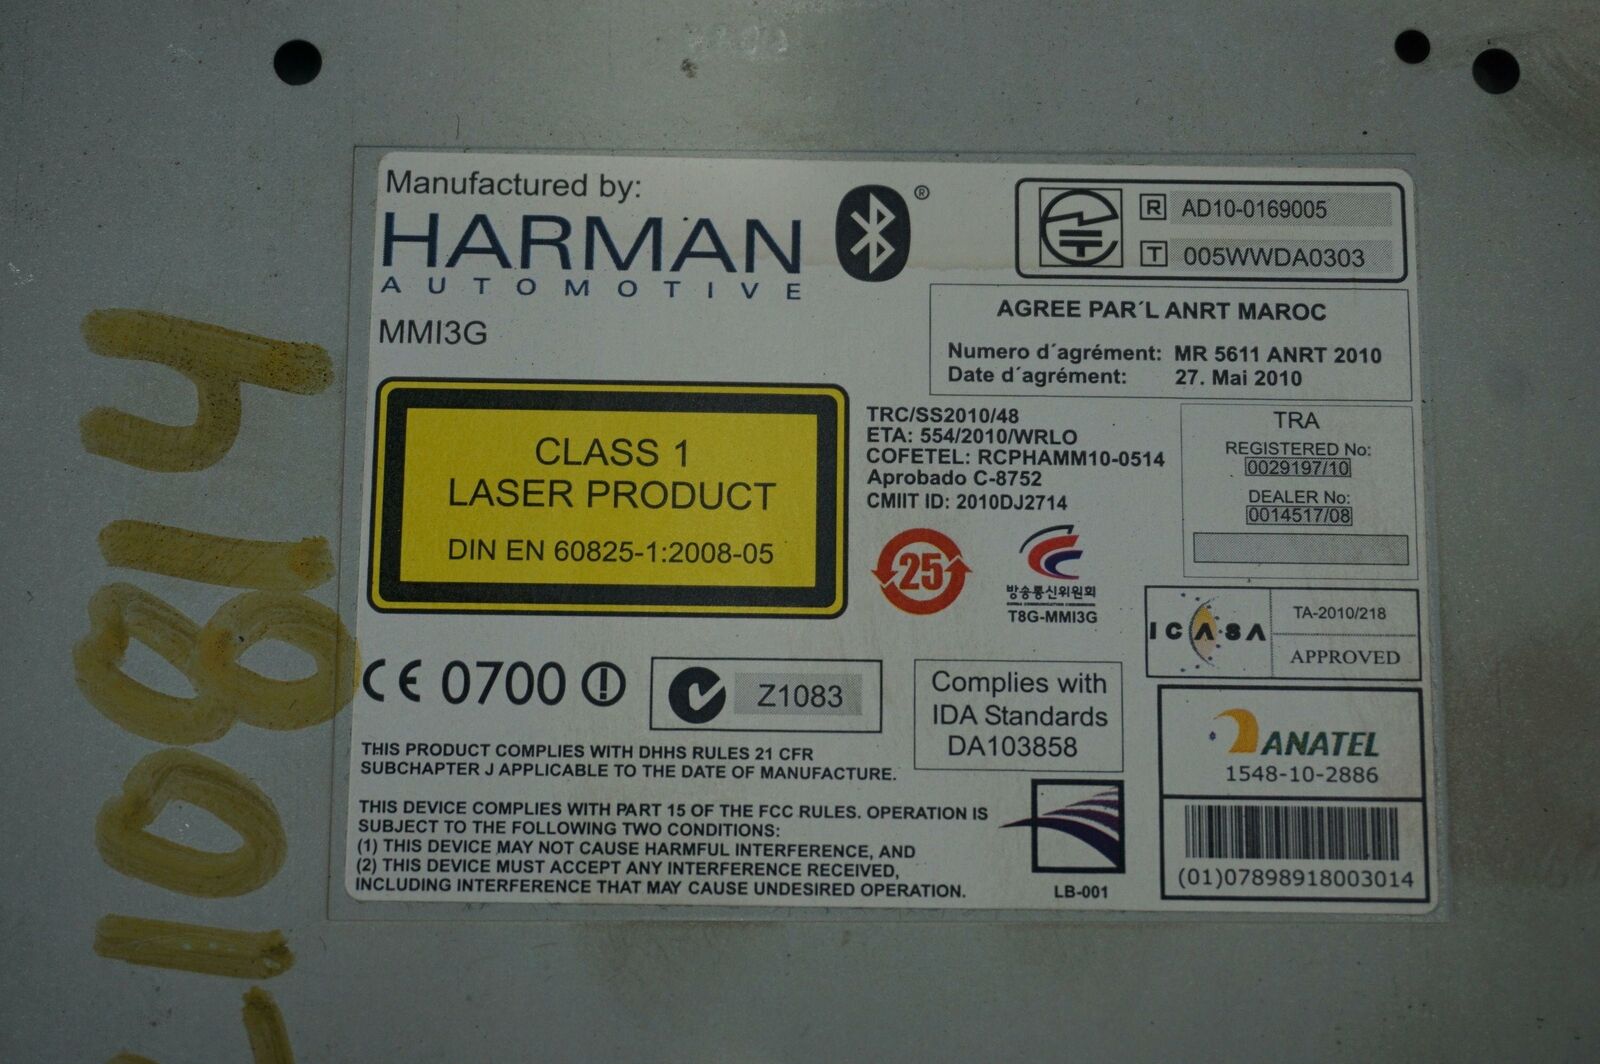 Manufactured by:
HARMAN
AUTOMOTIVE
®
MMI3G
R AD10-0169005
T 005WWDA0303
AGREE PAR´L ANRT MAROC
Numero d´agrément: MR 5611 ANRT 2010
Date d´agrément: 27. Mai 2010
CLASS 1
LASER PRODUCT
DIN EN 60825-1:2008-05
TRC/SS2010/48
ETA: 554/2010/WRLO
COFETEL: RCPHAMM10-0514
Aprobado C-8752
CMIIT ID: 2010DJ2714
TRA
REGISTERED No:
0029197/10
DEALER No:
0014517/08
25
방송통신위원회
T8G-MMI3G
ICASA
TA-2010/218
APPROVED
CE 0700
Z1083
Complies with
IDA Standards
DA103858
ANATEL
1548-10-2886
(01)07898918003014
THIS PRODUCT COMPLIES WITH DHHS RULES 21 CFR
SUBCHAPTER J APPLICABLE TO THE DATE OF MANUFACTURE.
THIS DEVICE COMPLIES WITH PART 15 OF THE FCC RULES. OPERATION IS
SUBJECT TO THE FOLLOWING TWO CONDITIONS:
(1) THIS DEVICE MAY NOT CAUSE HARMFUL INTERFERENCE, AND
(2) THIS DEVICE MUST ACCEPT ANY INTERFERENCE RECEIVED,
INCLUDING INTERFERENCE THAT MAY CAUSE UNDESIRED OPERATION.
LB-001
10814